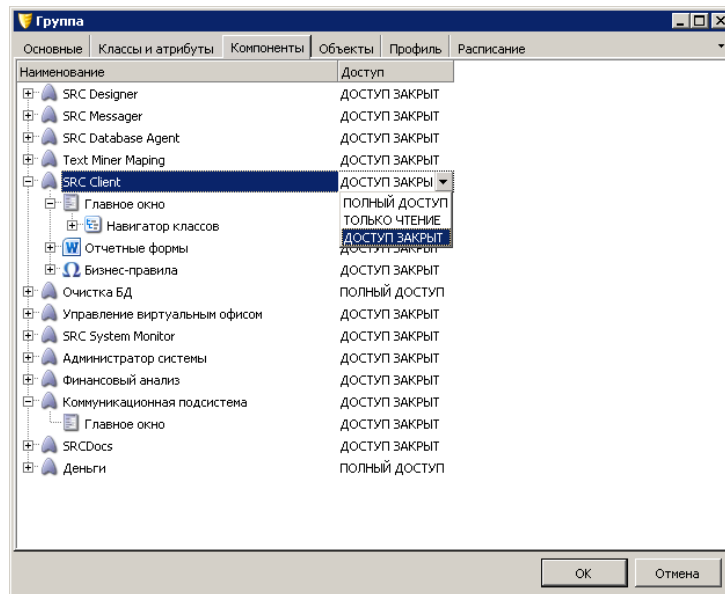 Группа
Основные Классы и атрибуты Компоненты Объекты Профиль Расписание
Наименование Доступ
SRC Designer ДОСТУП ЗАКРЫТ
SRC Messager ДОСТУП ЗАКРЫТ
SRC Database Agent ДОСТУП ЗАКРЫТ
Text Miner Maping ДОСТУП ЗАКРЫТ
SRC Client ДОСТУП ЗАКРЫ
Главное окно ПОЛНЫЙ ДОСТУП
ТОЛЬКО ЧТЕНИЕ
Навигатор классов
ДОСТУП ЗАКРЫТ
Отчетные формы ДОСТУП ЗАКРЫТ
Бизнес-правила ДОСТУП ЗАКРЫТ
Очистка БД ПОЛНЫЙ ДОСТУП
Управление виртуальным офисом ДОСТУП ЗАКРЫТ
SRC System Monitor ДОСТУП ЗАКРЫТ
Администратор системы ДОСТУП ЗАКРЫТ
Финансовый анализ ДОСТУП ЗАКРЫТ
Коммуникационная подсистема ДОСТУП ЗАКРЫТ
Главное окно ДОСТУП ЗАКРЫТ
SRCDocs ДОСТУП ЗАКРЫТ
Деньги ПОЛНЫЙ ДОСТУП
ОК Отмена